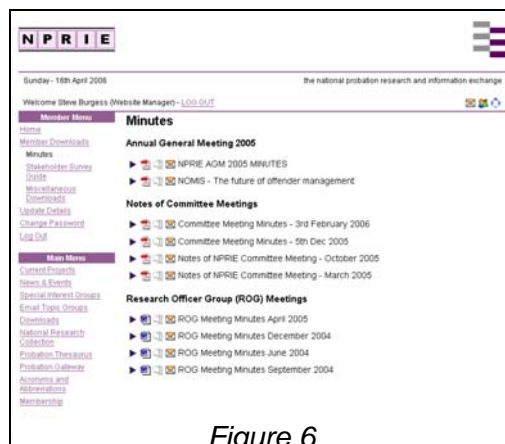 NPRIE
Sunday - 16th April 2006
the national probation research and information exchange
Welcome Steve Burgess (Website Manager) - LOG OUT
Member Menu
Home
Member Downloads
Minutes
Stakeholder Survey
Guide
Miscellaneous
Downloads
Update Details
Change Password
Log Out
Main Menu
Current Projects
News & Events
Special Interest Groups
Email Topic Groups
Downloads
National Research
Collection
Probation Thesaurus
Probation Gateway
Acronyms and
Abbreviations
Membership
Minutes
Annual General Meeting 2005
NPRIE AGM 2005 MINUTES
NOMIS - The future of offender management
Notes of Committee Meetings
Committee Meeting Minutes - 3rd February 2006
Committee Meeting Minutes - 5th Dec 2005
Notes of NPRIE Committee Meeting - October 2005
Notes of NPRIE Committee Meeting - March 2005
Research Officer Group (ROG) Meetings
ROG Meeting Minutes April 2005
ROG Meeting Minutes December 2004
ROG Meeting Minutes June 2004
ROG Meeting Minutes September 2004
Figure 6